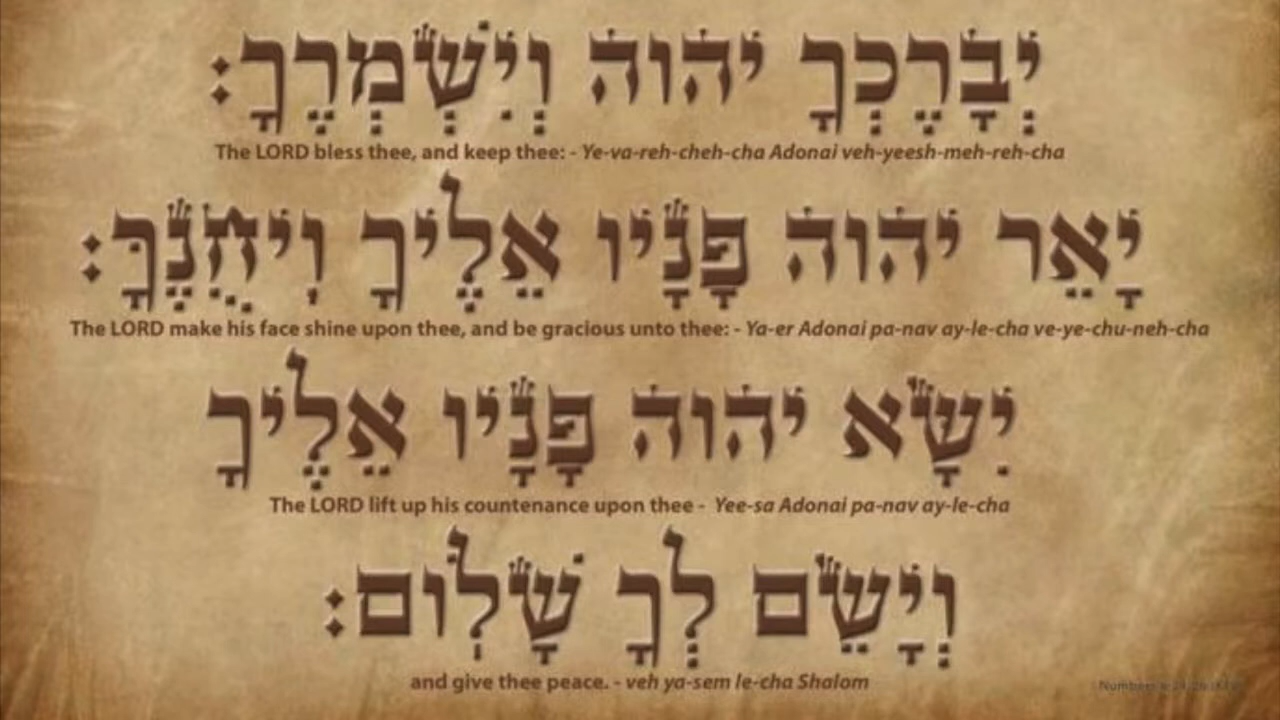 יְבָרֶכְךָ יהוה וְיִשְׁמְרֶךָ׃
The LORD bless thee, and keep thee: - Ye-va-reh-cheh-cha Adonai veh-yeesh-meh-reh-cha
יָאֵר יהוה פָּנָיו אֵלֶיךָ וִיחֻנֶּךָּ׃
The LORD make his face shine upon thee, and be gracious unto thee: - Ya-er Adonai pa-nav ay-le-cha ve-ye-chu-neh-cha
יִשָּׂא יהוה פָּנָיו אֵלֶיךָ
The LORD lift up his countenance upon thee - Yee-sa Adonai pa-nav ay-le-cha
וְיָשֵׂם לְךָ שָׁלוֹם׃
and give thee peace. - veh ya-sem le-cha Shalom
Numbers